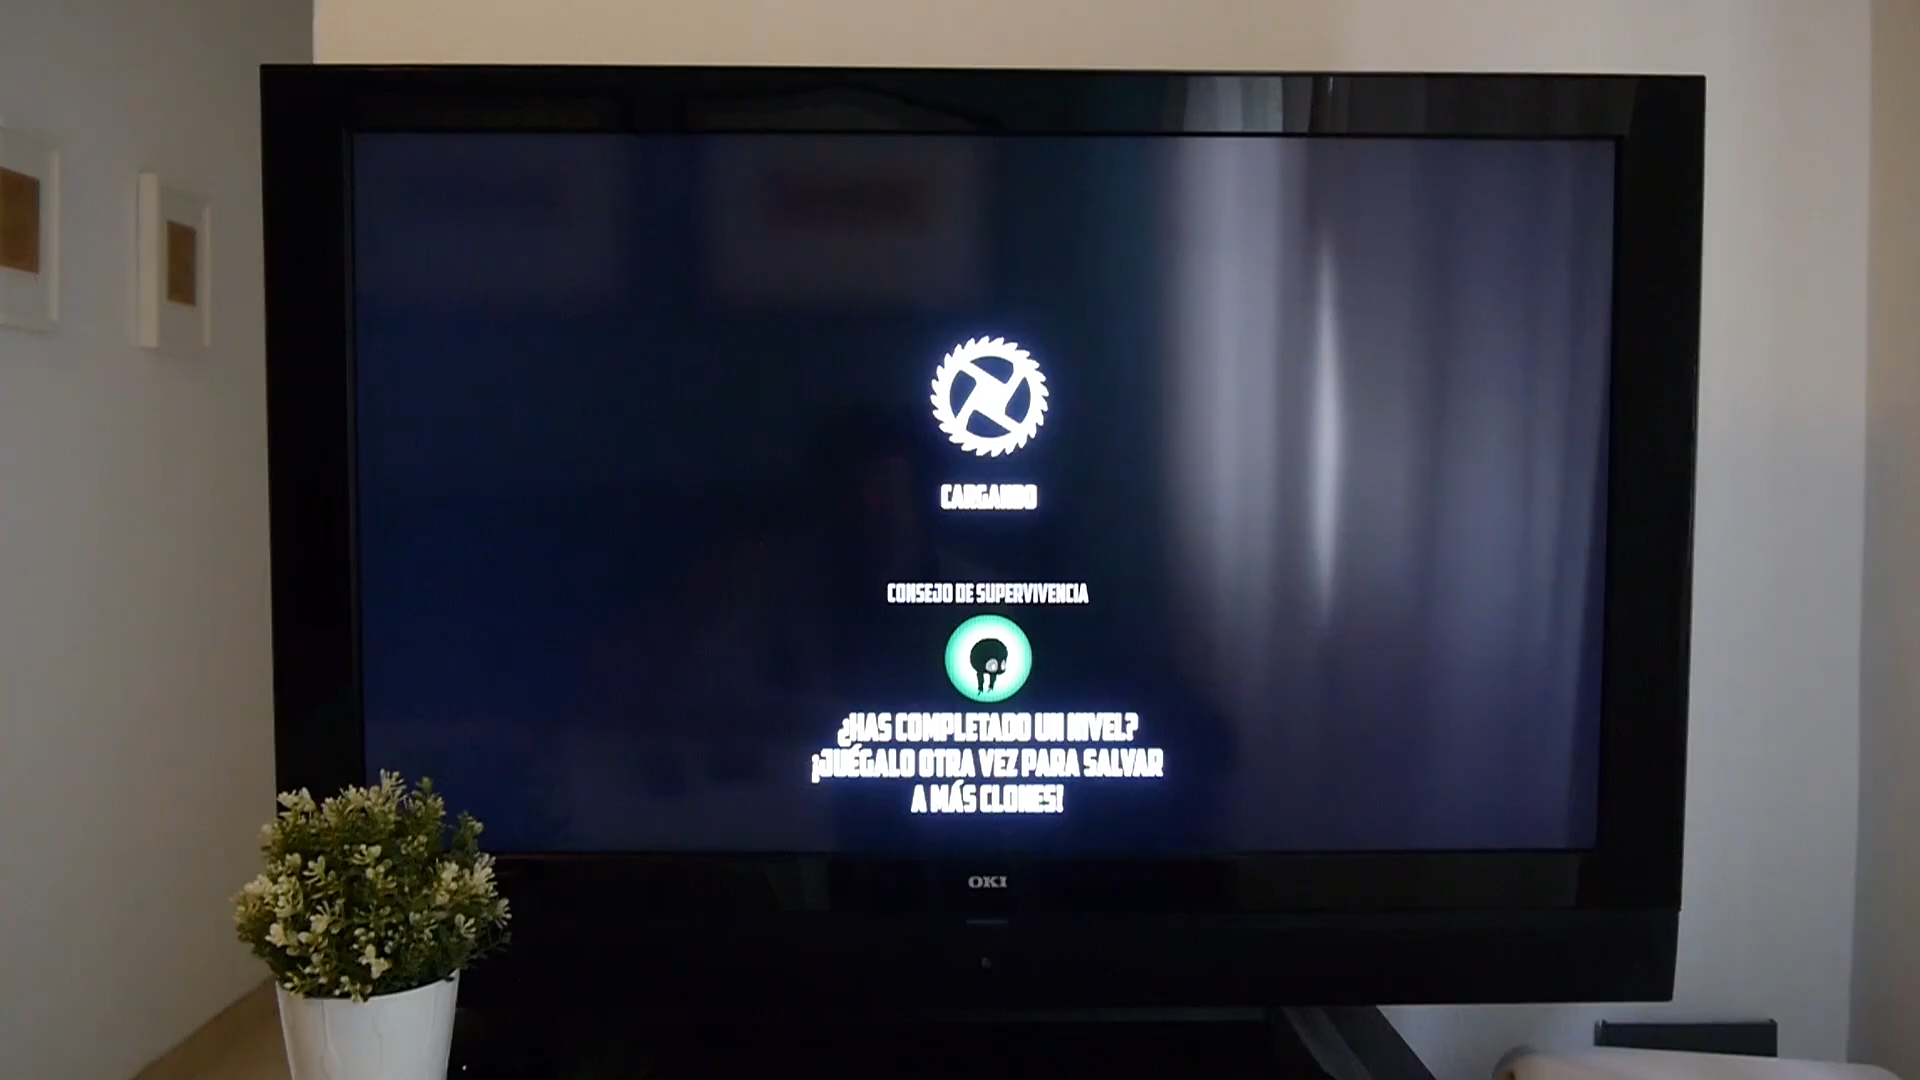 CARGANDO
CONSEJO DE SUPERVIVENCIA
¿HAS COMPLETADO UN NIVEL?
¡JUÉGALO OTRA VEZ PARA SALVAR
A MÁS CLONES!
OKI